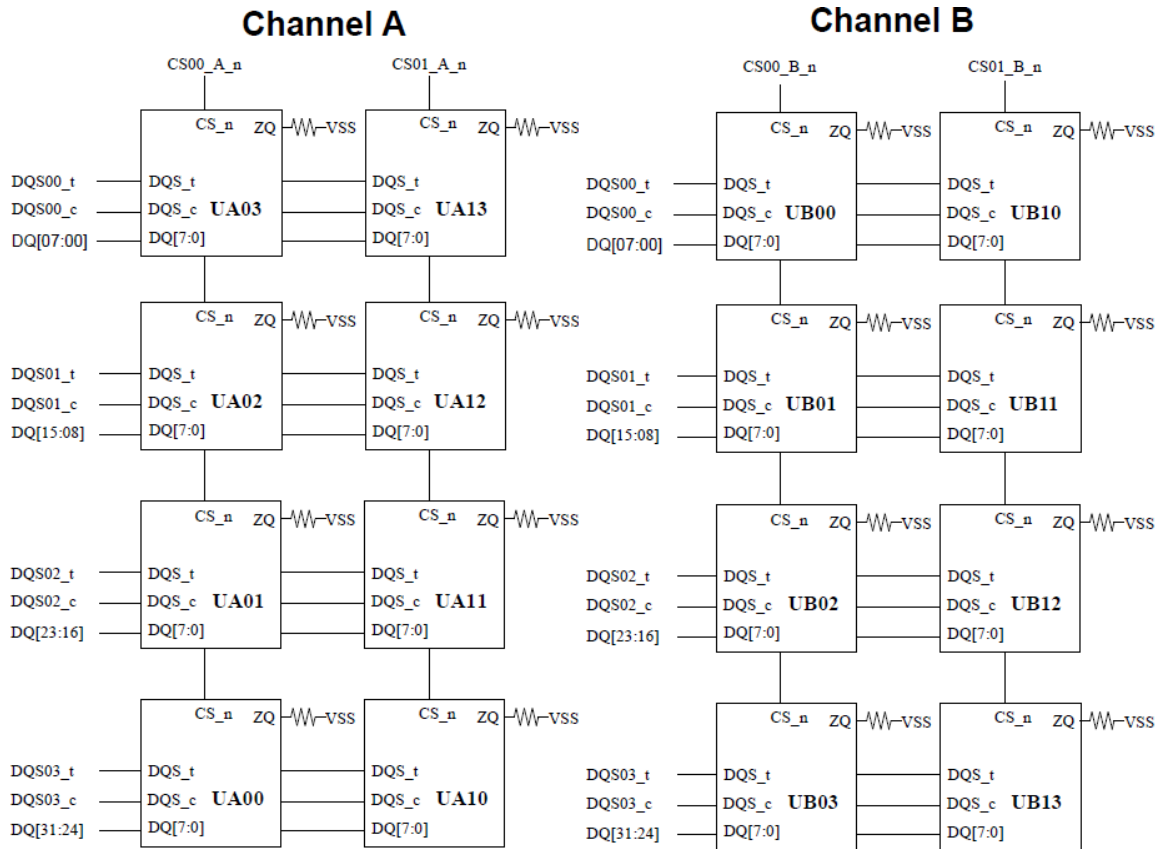 Channel A
Channel B
CS00_A_n
CS01_A_n
CS00_B_n
CS01_B_n
CS_n ZQ VSS
CS_n ZQ VSS
CS_n ZQ VSS
CS_n ZQ VSS
DQS00_t DQS_t DQS_t
DQS00_c DQS_c UA03 DQS_c UA13
DQ[07:00] DQ[7:0] DQ[7:0]
DQS00_t DQS_t DQS_t
DQS00_c DQS_c UB00 DQS_c UB10
DQ[07:00] DQ[7:0] DQ[7:0]
CS_n ZQ VSS
CS_n ZQ VSS
CS_n ZQ VSS
CS_n ZQ VSS
DQS01_t DQS_t DQS_t
DQS01_c DQS_c UA02 DQS_c UA12
DQ[15:08] DQ[7:0] DQ[7:0]
DQS01_t DQS_t DQS_t
DQS01_c DQS_c UB01 DQS_c UB11
DQ[15:08] DQ[7:0] DQ[7:0]
CS_n ZQ VSS
CS_n ZQ VSS
CS_n ZQ VSS
CS_n ZQ VSS
DQS02_t DQS_t DQS_t
DQS02_c DQS_c UA01 DQS_c UA11
DQ[23:16] DQ[7:0] DQ[7:0]
DQS02_t DQS_t DQS_t
DQS02_c DQS_c UB02 DQS_c UB12
DQ[23:16] DQ[7:0] DQ[7:0]
CS_n ZQ VSS
CS_n ZQ VSS
CS_n ZQ VSS
CS_n ZQ VSS
DQS03_t DQS_t DQS_t
DQS03_c DQS_c UA00 DQS_c UA10
DQ[31:24] DQ[7:0] DQ[7:0]
DQS03_t DQS_t DQS_t
DQS03_c DQS_c UB03 DQS_c UB13
DQ[31:24] DQ[7:0] DQ[7:0]